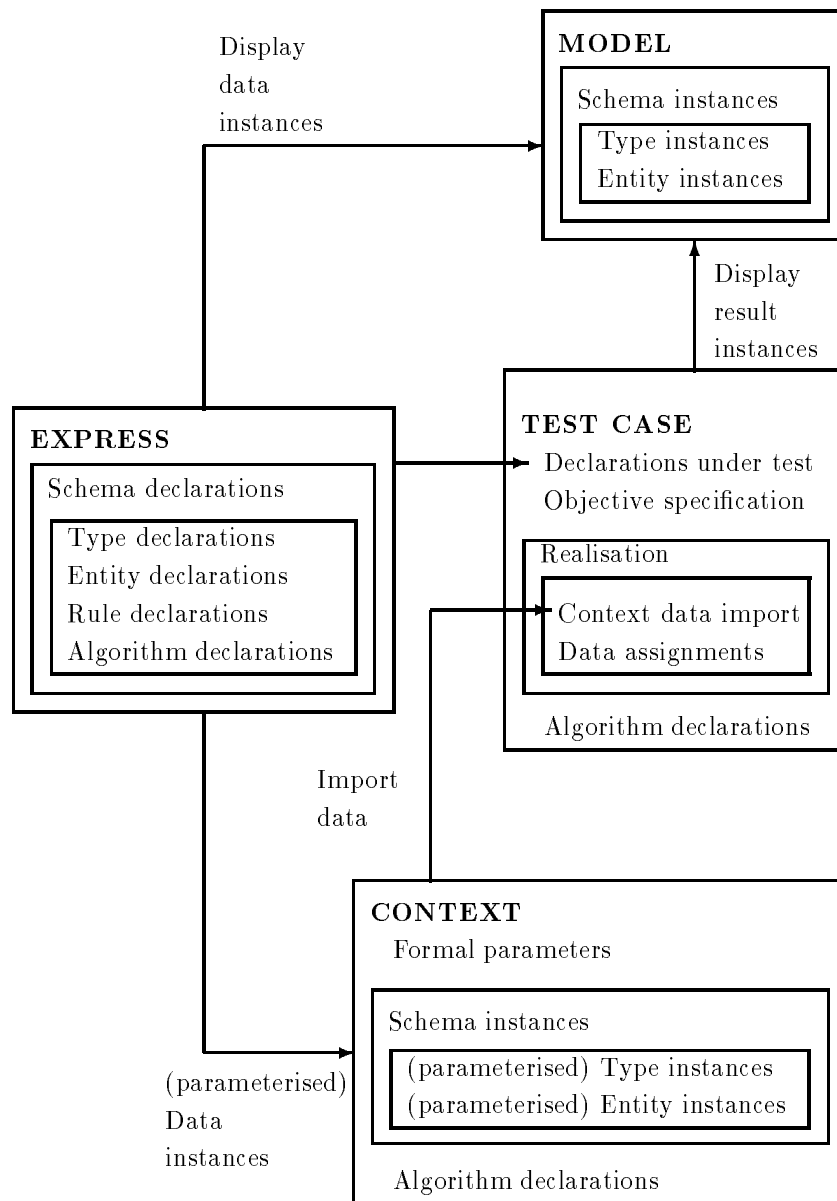 Display
data
instances
MODEL
Schema instances
Type instances
Entity instances
Display
result
instances
EXPRESS
Schema declarations
Type declarations
Entity declarations
Rule declarations
Algorithm declarations
TEST CASE
Declarations under test
Objective specification
Realisation
Context data import
Data assignments
Algorithm declarations
Import
data
CONTEXT
Formal parameters
Schema instances
(parameterised) Type instances
(parameterised) Entity instances
Algorithm declarations
(parameterised)
Data
instances